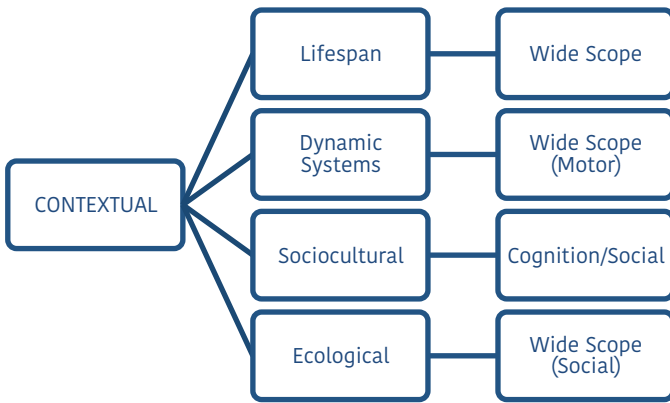 CONTEXTUAL
Lifespan
Wide Scope
Dynamic
Systems
Wide Scope
(Motor)
Sociocultural
Cognition/Social
Ecological
Wide Scope
(Social)